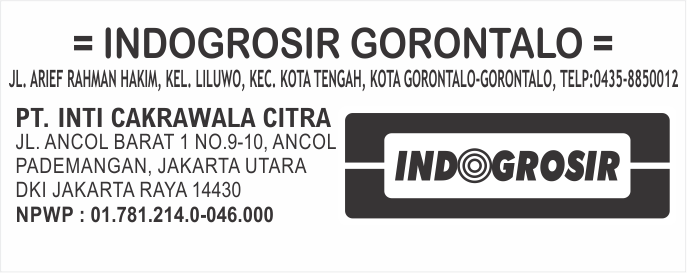 = INDOGROSIR GORONTALO =
JL. ARIEF RAHMAN HAKIM, KEL. LILUWO, KEC. KOTA TENGAH, KOTA GORONTALO-GORONTALO, TELP:0435-8850012
PT. INTI CAKRAWALA CITRA
JL. ANCOL BARAT 1 NO.9-10, ANCOL
PADEMANGAN, JAKARTA UTARA
DKI JAKARTA RAYA 14430
NPWP : 01.781.214.0-046.000
INDOGROSIR